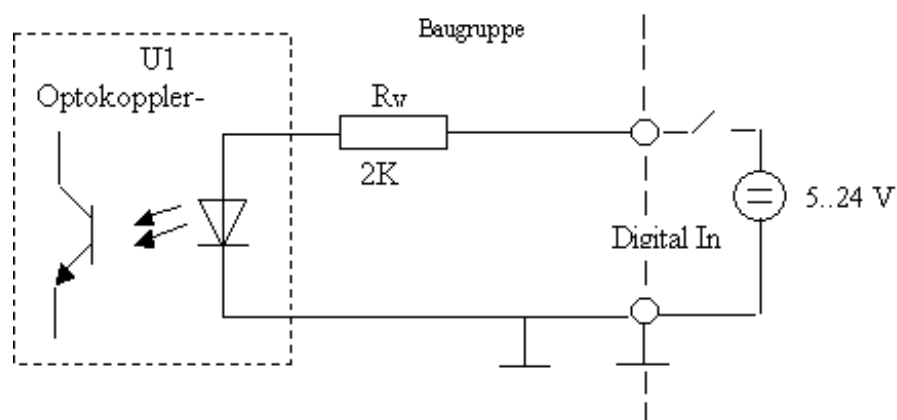 Baugruppe
U1
Optokoppler-
Rv
2K
5..24 V
Digital In